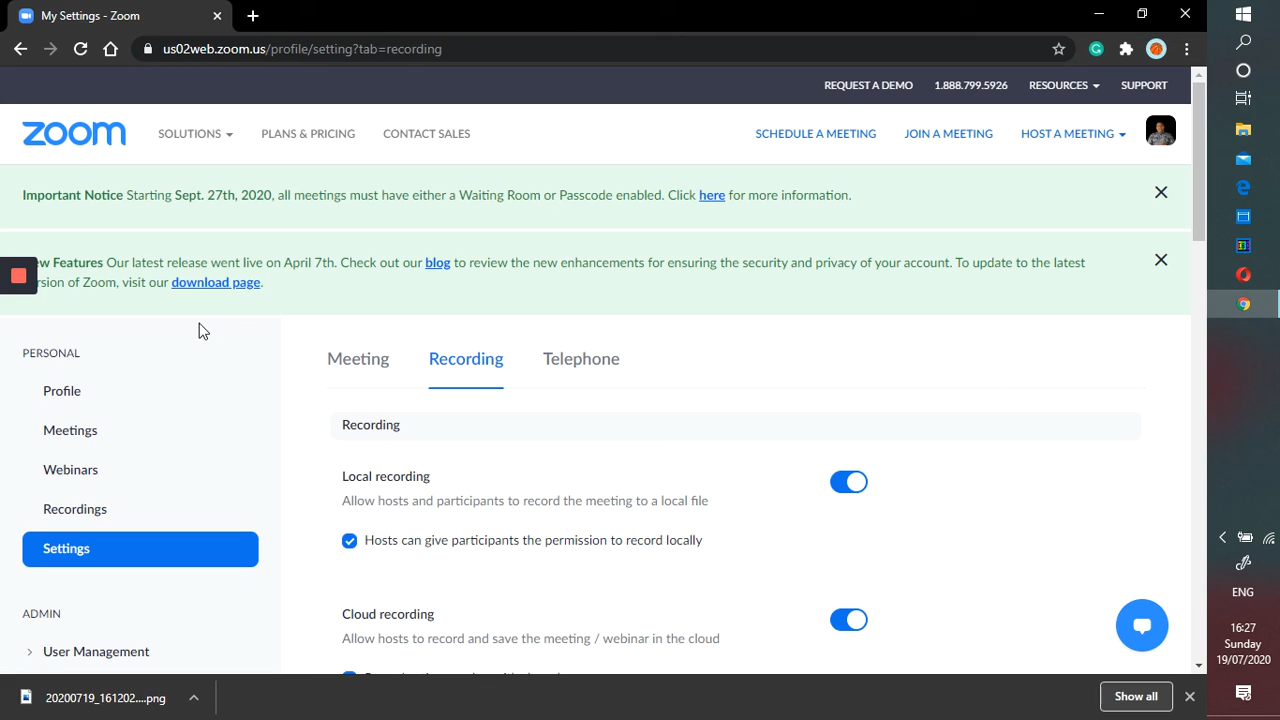 My Settings - Zoom
us02web.zoom.us/profile/setting?tab=recording
REQUEST A DEMO 1.888.799.5926 RESOURCES SUPPORT
zoom SOLUTIONS PLANS & PRICING CONTACT SALES SCHEDULE A MEETING JOIN A MEETING HOST A MEETING
Important Notice Starting Sept. 27th, 2020, all meetings must have either a Waiting Room or Passcode enabled. Click here for more information.
Features Our latest release went live on April 7th. Check out our blog to review the new enhancements for ensuring the security and privacy of your account. To update to the latest
of Zoom, visit our download page.
PERSONAL
Profile
Meetings
Webinars
Recordings
Settings
ADMIN
User Management
Meeting Recording Telephone
Recording
Local recording
Allow hosts and participants to record the meeting to a local file
Hosts can give participants the permission to record locally
Cloud recording
Allow hosts to record and save the meeting / webinar in the cloud
20200719_161202....png
Show all
ENG
16:27
Sunday
19/07/2020